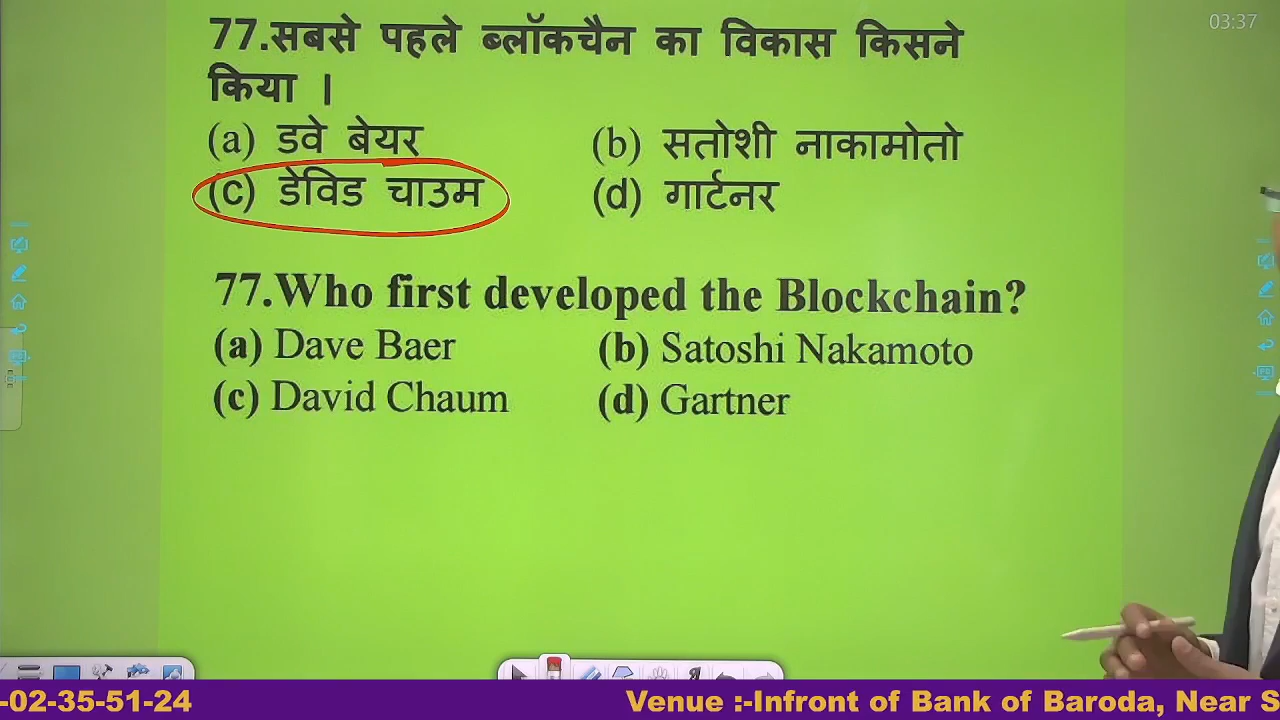 03:37
77.सबसे पहले ब्लॉकचैन का विकास किसने
किया ।
(a) डवे बेयर (b) सतोशी नाकामोतो
(c) डेविड चाउम (d) गार्टनर
77.Who first developed the Blockchain?
(a) Dave Baer (b) Satoshi Nakamoto
(c) David Chaum (d) Gartner
-02-35-51-24 Venue :-Infront of Bank of Baroda, Near S